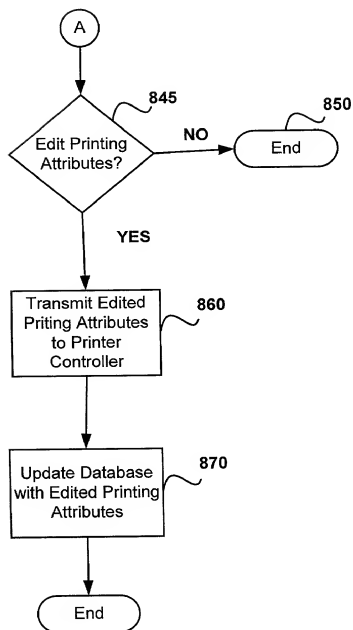 A
845
Edit Printing
Attributes?
NO
850
End
YES
Transmit Edited
Priting Attributes
to Printer
Controller
860
Update Database
with Edited Printing
Attributes
870
End